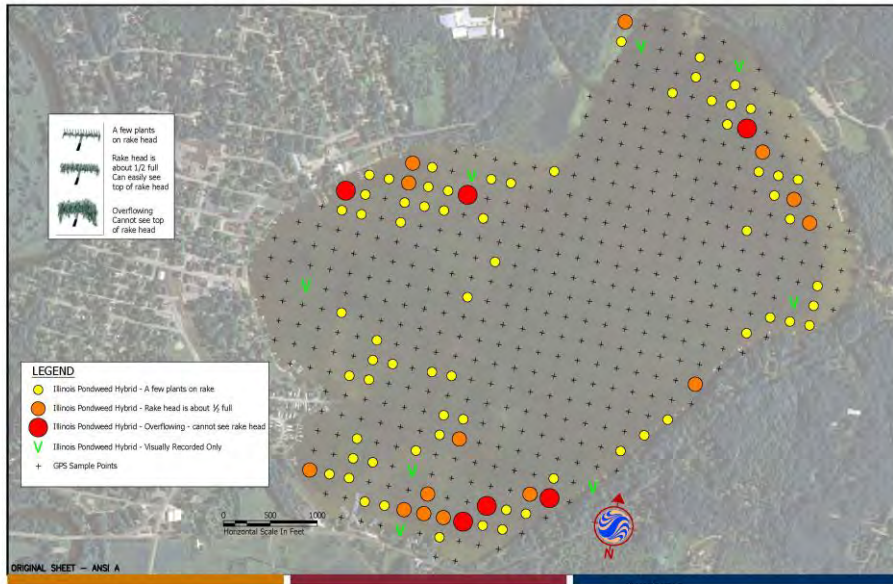 A few plants
on rake head
Rake head is
about 1/2 full
Can easily see
top of rake head
Overflowing
Cannot see top
of rake head
LEGEND
Illinois Pondweed Hybrid - A few plants on rake
Illinois Pondweed Hybrid - Rake head is about ½ full
Illinois Pondweed Hybrid - Overflowing - cannot see rake head
V Illinois Pondweed Hybrid - Visually Recorded Only
GPS Sample Points
V
V
V
V
V
V
V
V
0 500 1000
Horizontal Scale In Feet
N
ORIGINAL SHEET - ANSI A